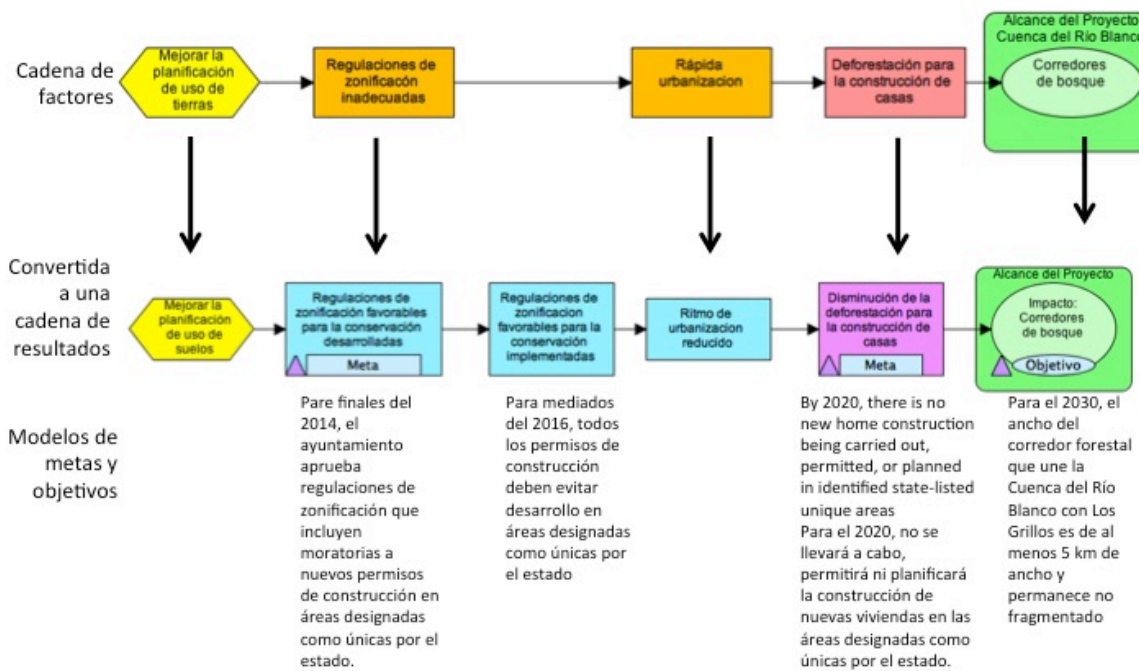 Cadena de
factores
Mejorar la
planificación
de uso de
tierras
Regulaciones de
zonificacón
inadecuadas
Rápida
urbanizacion
Deforestación para
la construcción de
casas
Alcance del Proyecto
Cuenca del Río Blanco
Corredores
de bosque
Convertida
a una
cadena de
resultados
Mejorar la
planificación
de uso de
suelos
Regulaciones de
zonificación favorables
para la conservación
desarrolladas
Meta
Regulaciones de
zonificacion
favorables para la
conservación
implementadas
Ritmo de
urbanizacion
reducido
Disminución de la
deforestación para
la construcción de
casas
Meta
Alcance del Proyecto
Impacto:
Corredores
de bosque
Objetivo
Modelos de
metas y
objetivos
Pare finales del
2014, el
ayuntamiento
aprueba
regulaciones de
zonificación que
incluyen
moratorias a
nuevos permisos
de construcción en
áreas designadas
como únicas por el
estado.
Para mediados
del 2016, todos
los permisos de
construcción
deben evitar
desarrollo en
áreas designadas
como únicas por
el estado
By 2020, there is no
new home construction
being carried out,
permitted, or planned
in identified state-listed
unique areas
Para el 2020, no se
llevará a cabo,
permitirá ni planificará
la construcción de
nuevas viviendas en las
áreas designadas como
únicas por el estado.
Para el 2030, el
ancho del
corredor forestal
que une la
Cuenca del Río
Blanco con Los
Grillos es de al
menos 5 km de
ancho y
permanece no
fragmentado